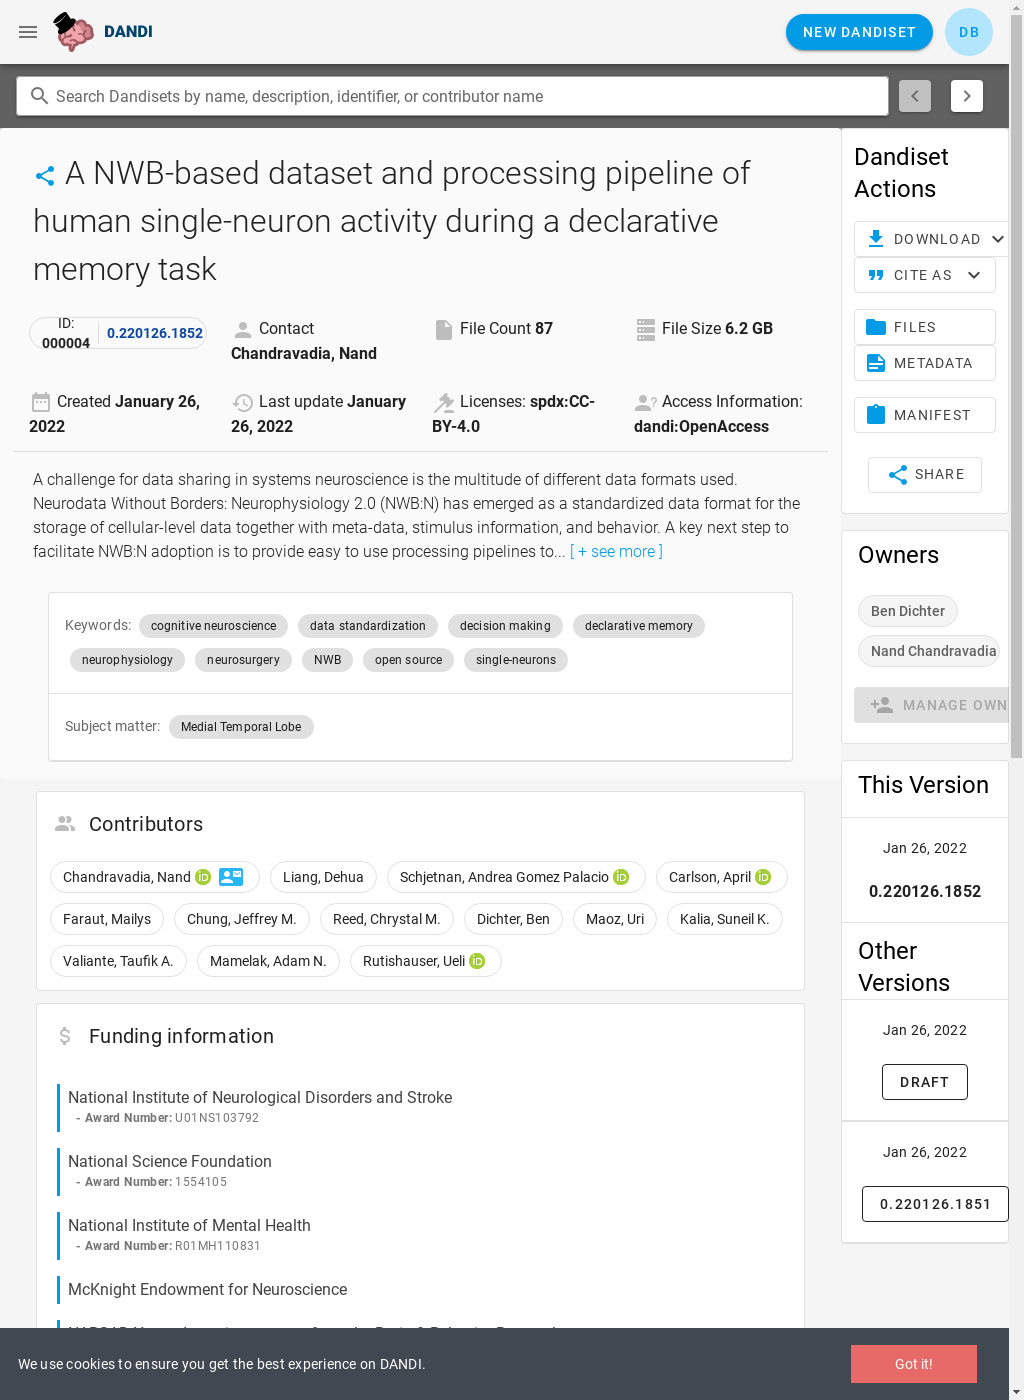 DANDI
NEW DANDISET
DB
Search Dandisets by name, description, identifier, or contributor name
A NWB-based dataset and processing pipeline of
human single-neuron activity during a declarative
memory task
ID:
000004
0.220126.1852
Contact
Chandravadia, Nand
File Count 87
File Size 6.2 GB
Created January 26,
2022
Last update January
26, 2022
Licenses: spdx:CC-
BY-4.0
Access Information:
dandi:OpenAccess
A challenge for data sharing in systems neuroscience is the multitude of different data formats used.
Neurodata Without Borders: Neurophysiology 2.0 (NWB:N) has emerged as a standardized data format for the
storage of cellular-level data together with meta-data, stimulus information, and behavior. A key next step to
facilitate NWB:N adoption is to provide easy to use processing pipelines to... [ + see more ]
Keywords: cognitive neuroscience data standardization decision making declarative memory
neurophysiology neurosurgery NWB open source single-neurons
Subject matter: Medial Temporal Lobe
Contributors
Chandravadia, Nand iD Liang, Dehua Schjetnan, Andrea Gomez Palacio iD Carlson, April iD
Faraut, Mailys Chung, Jeffrey M. Reed, Chrystal M. Dichter, Ben Maoz, Uri Kalia, Suneil K.
Valiante, Taufik A. Mamelak, Adam N. Rutishauser, Ueli iD
Funding information
National Institute of Neurological Disorders and Stroke
- Award Number: U01NS103792
National Science Foundation
- Award Number: 1554105
National Institute of Mental Health
- Award Number: R01MH110831
McKnight Endowment for Neuroscience
Dandiset
Actions
DOWNLOAD
CITE AS
FILES
METADATA
MANIFEST
SHARE
Owners
Ben Dichter
Nand Chandravadia
MANAGE OWN
This Version
Jan 26, 2022
0.220126.1852
Other
Versions
Jan 26, 2022
DRAFT
Jan 26, 2022
0.220126.1851
We use cookies to ensure you get the best experience on DANDI.
Got it!